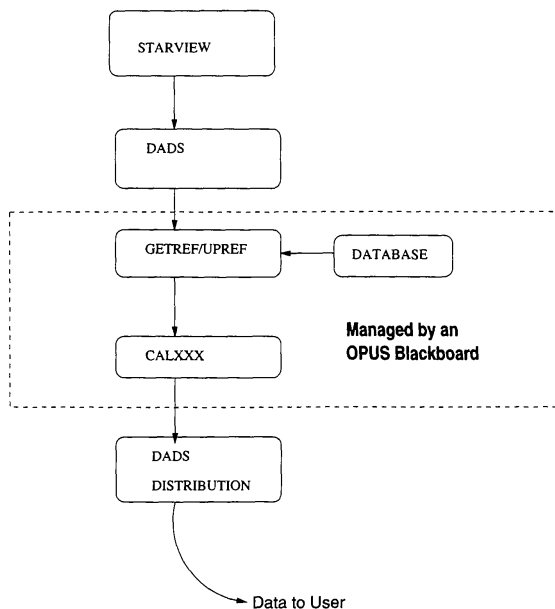 STARVIEW
DADS
GETREF/UPREF
DATABASE
Managed by an
OPUS Blackboard
CALXXX
DADS
DISTRIBUTION
Data to User